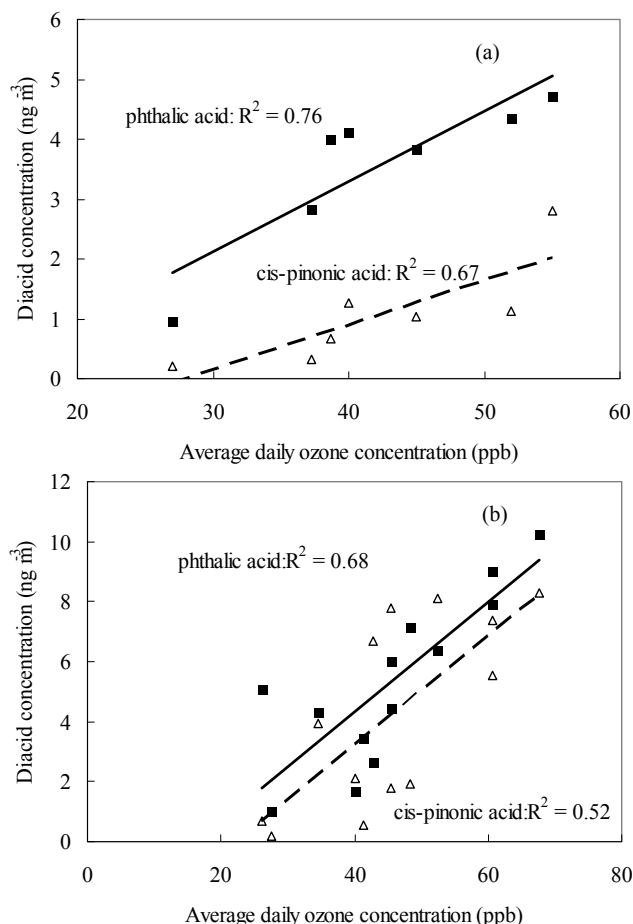 (a)
phthalic acid: R² = 0.76
cis-pinonic acid: R² = 0.67
Diacid concentration (ng m⁻³)
6
5
4
3
2
1
0
20 30 40 50 60
Average daily ozone concentration (ppb)
(b)
phthalic acid:R² = 0.68
cis-pinonic acid:R² = 0.52
Diacid concentration (ng m⁻³)
12
10
8
6
4
2
0
0 20 40 60 80
Average daily ozone concentration (ppb)